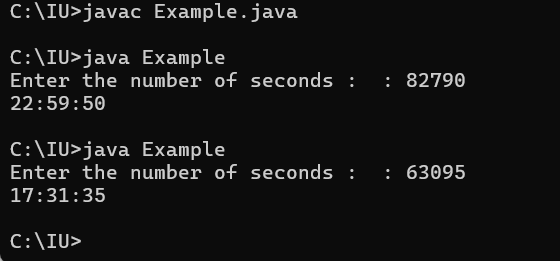 C:\IU>javac Example.java
C:\IU>java Example
Enter the number of seconds :  : 82790
22:59:50
C:\IU>java Example
Enter the number of seconds :  : 63095
17:31:35
C:\IU>